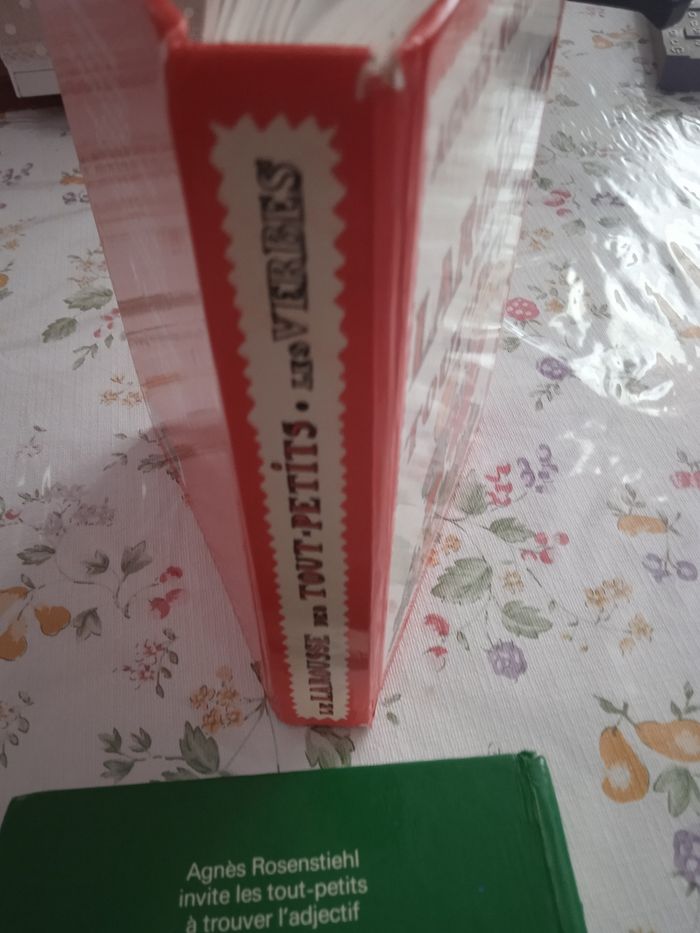 LE LAROUSSE DES TOUT-PETITS • LES VERBES
Agnès Rosenstiehl
invite les tout-petits
à trouver l'adjectif